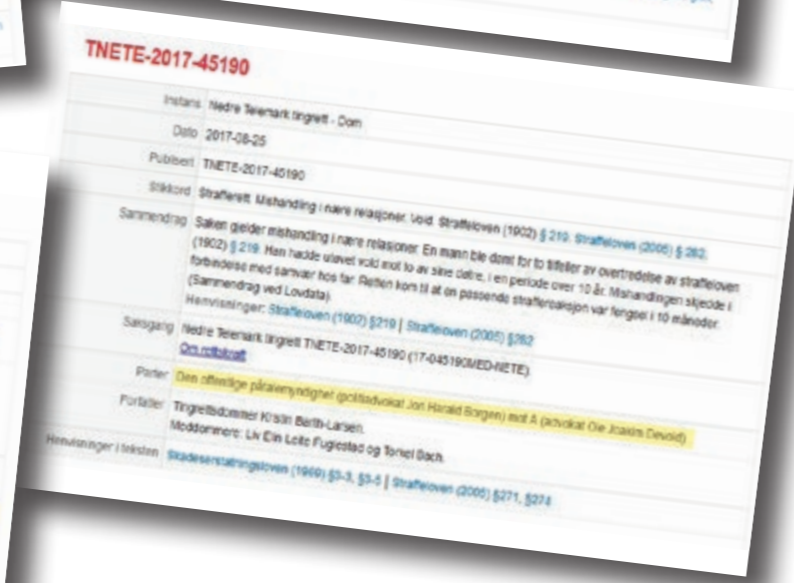 TNETE-2017-45190
Instans Nedre Telemark tingrett - Dom
Dato 2017-08-25
Publisert TNETE-2017-45190
Stikkord Strafferett. Mishandling i nære relasjoner. Vold. Straffeloven (1902) § 219. Straffeloven (2005) § 282.
Sammendrag Saken gjelder mishandling i nære relasjoner. En mann ble dømt for to tilfeller av overtredelse av straffeloven
(1902) § 219. Han hadde utøvet vold mot to av sine døtre, i en periode over 10 år. Mishandlingen skjedde i
forbindelse med samvær hos far. Retten kom til at en passende straffereaksjon var fengsel i 10 måneder.
(Sammendrag ved Lovdata)
Henvisninger: Straffeloven (1902) §219 | Straffeloven (2005) §282
Saksgang Nedre Telemark tingrett TNETE-2017-45190 (17-045190MED-NETE).
Om rettskraft
Parter Den offentlige påtalemyndighet (politiadvokat Jon Harald Borgen) mot A (advokat Ole Joakim Devold).
Forfatter Tingrettsdommer Kristin Barth-Larsen.
Meddommere: Liv Elin Leite Fuglestad og Torkel Bach.
Henvisninger i teksten Skadeserstatningsloven (1969) §3-3, §3-5 | Straffeloven (2005) §271, §274